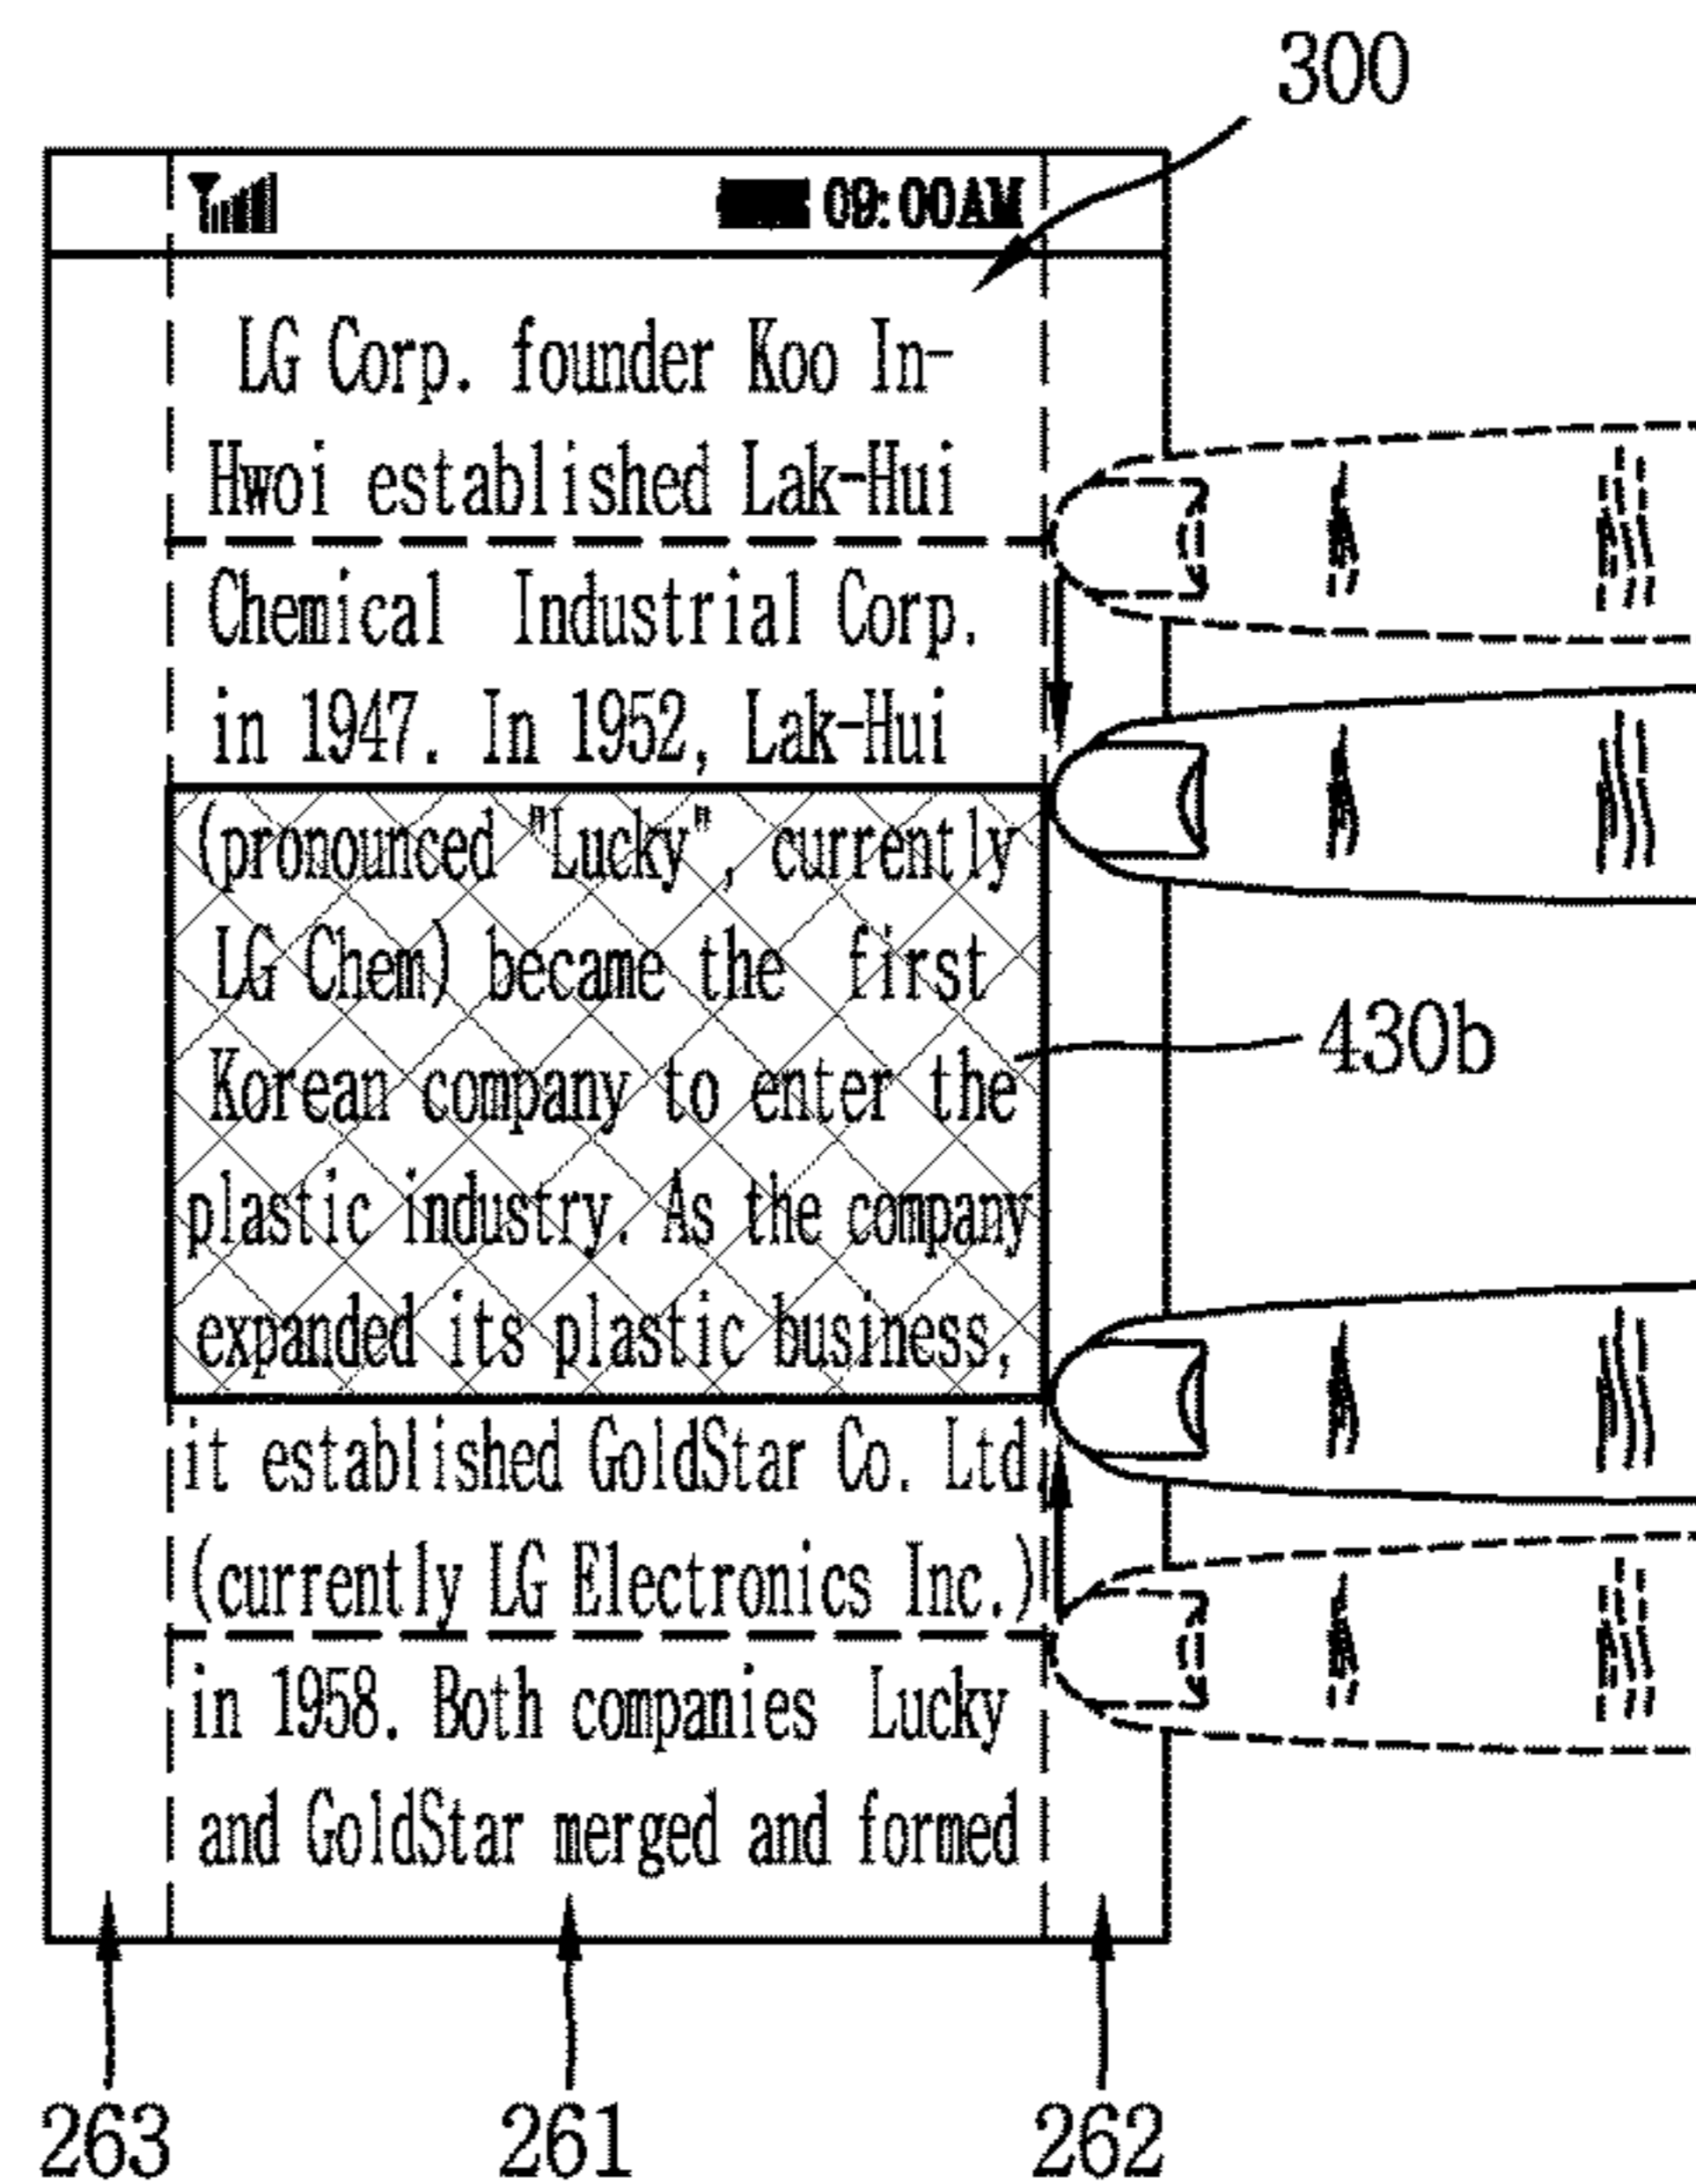 300
09:00AM
LG Corp. founder Koo In-
Hwoi established Lak-Hui
Chemical Industrial Corp.
in 1947. In 1952, Lak-Hui
(pronounced "Lucky", currently
LG Chem) became the first
430b
Korean company to enter the
plastic industry. As the company
expanded its plastic business,
it established GoldStar Co. Ltd
(currently LG Electronics Inc.)
in 1958. Both companies Lucky
and GoldStar merged and formed
263 261 262